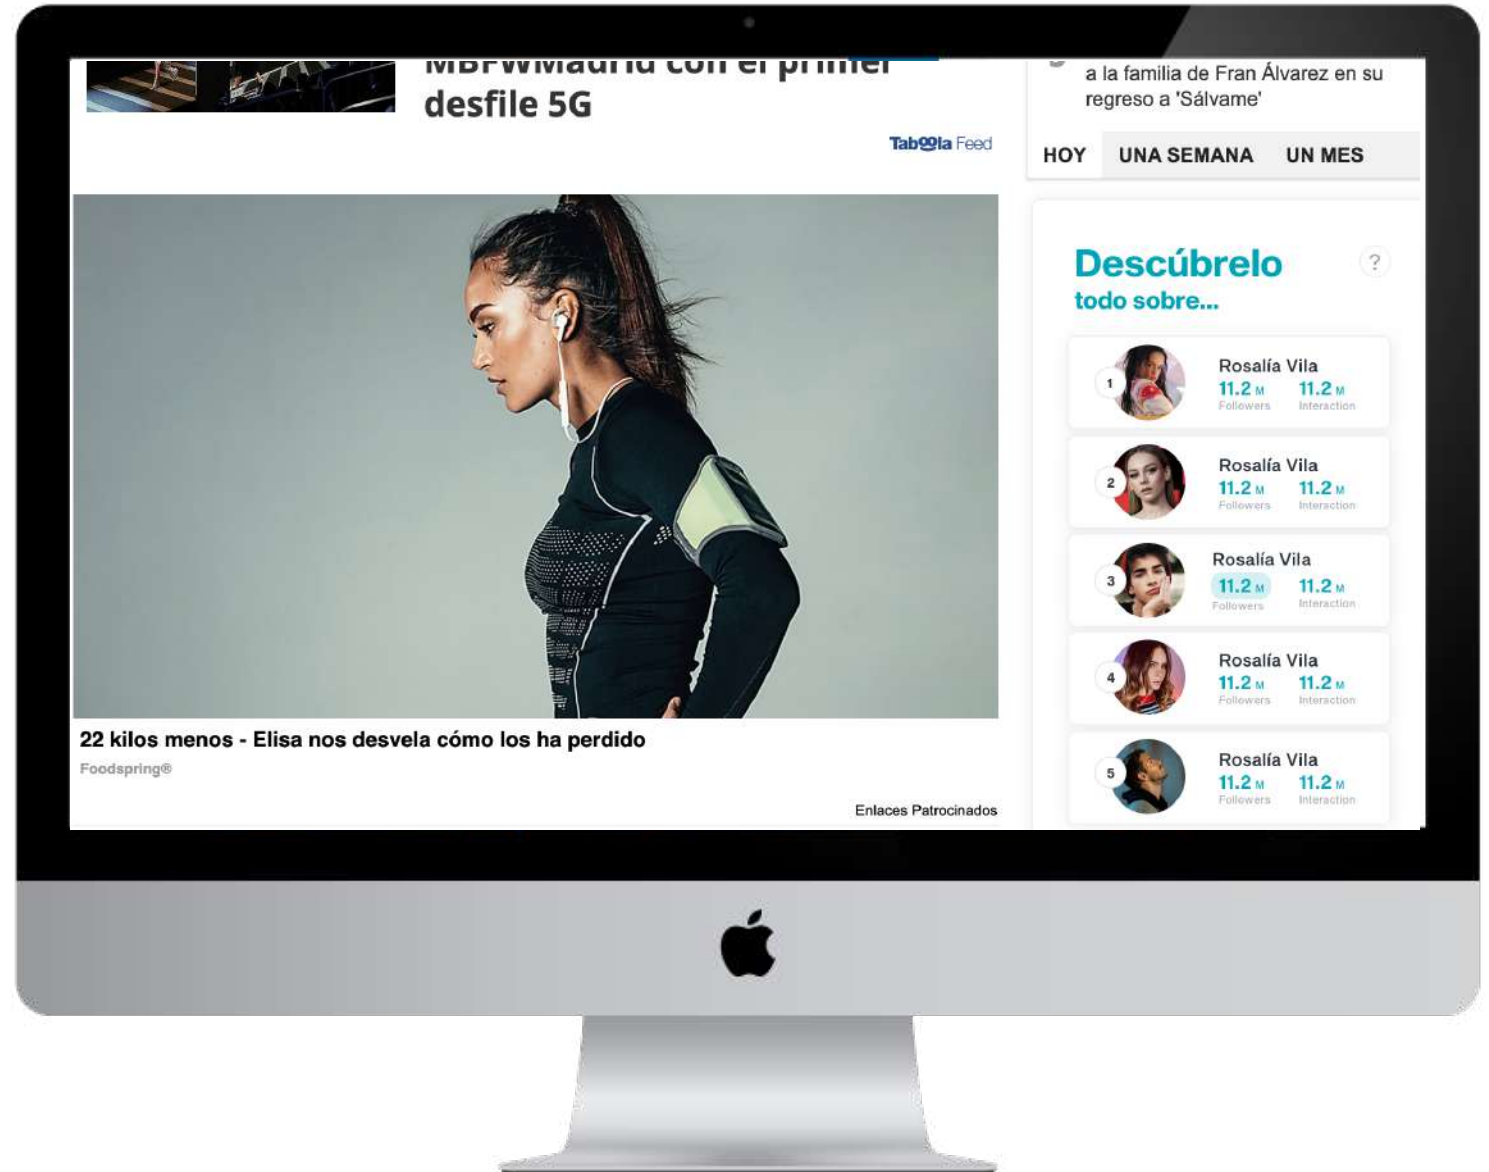 MBFWMadrid con el primer
desfile 5G
Taboola Feed
22 kilos menos - Elisa nos desvela cómo los ha perdido
Foodspring®
Enlaces Patrocinados
a la familia de Fran Álvarez en su
regreso a 'Sálvame'
HOY UNA SEMANA UN MES
Descúbrelo ?
todo sobre...
1 Rosalía Vila
11.2 M 11.2 M
Followers Interaction
2 Rosalía Vila
11.2 M 11.2 M
Followers Interaction
3 Rosalía Vila
11.2 M 11.2 M
Followers Interaction
4 Rosalía Vila
11.2 M 11.2 M
Followers Interaction
5 Rosalía Vila
11.2 M 11.2 M
Followers Interaction